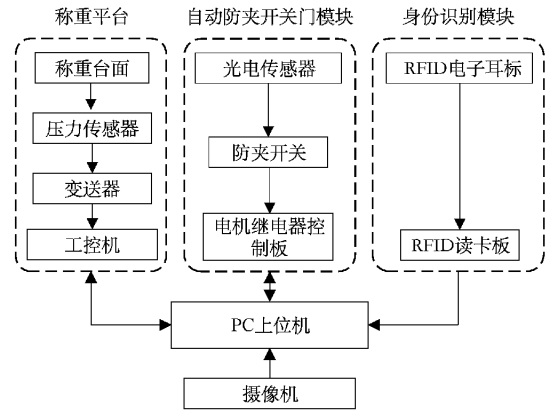 称重平台
自动防夹开关门模块
身份识别模块
称重台面
光电传感器
RFID电子耳标
压力传感器
防夹开关
变送器
工控机
电机继电器控
制板
RFID读卡板
PC上位机
摄像机